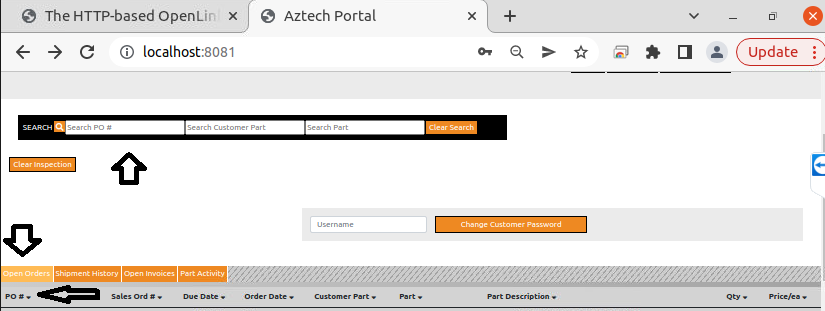 The HTTP-based OpenLin
Aztech Portal
localhost:8081
Update
SEARCH Search PO # Search Customer Part Search Part Clear Search
Clear Inspection
Username Change Customer Password
Open Orders Shipment History Open Invoices Part Activity
PO # Sales Ord # Due Date Order Date Customer Part Part Part Description Qty Price/ea